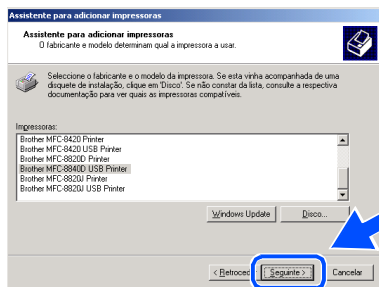 Assistente para adicionar impressoras
Assistente para adicionar impressoras
O fabricante e modelo determinam qual a impressora a usar.
Seleccione o fabricante e o modelo da impressora. Se esta vinha acompanhada de uma
disquete de instalação, clique em 'Disco'. Se não constar da lista, consulte a respectiva
documentação para ver quais as impressoras compatíveis.
Impressoras:
Brother MFC-8420 Printer
Brother MFC-8420 USB Printer
Brother MFC-8820D Printer
Brother MFC-8840D USB Printer
Brother MFC-8820J Printer
Brother MFC-8820J USB Printer
Windows Update Disco...
< Retroced Seguinte > Cancelar